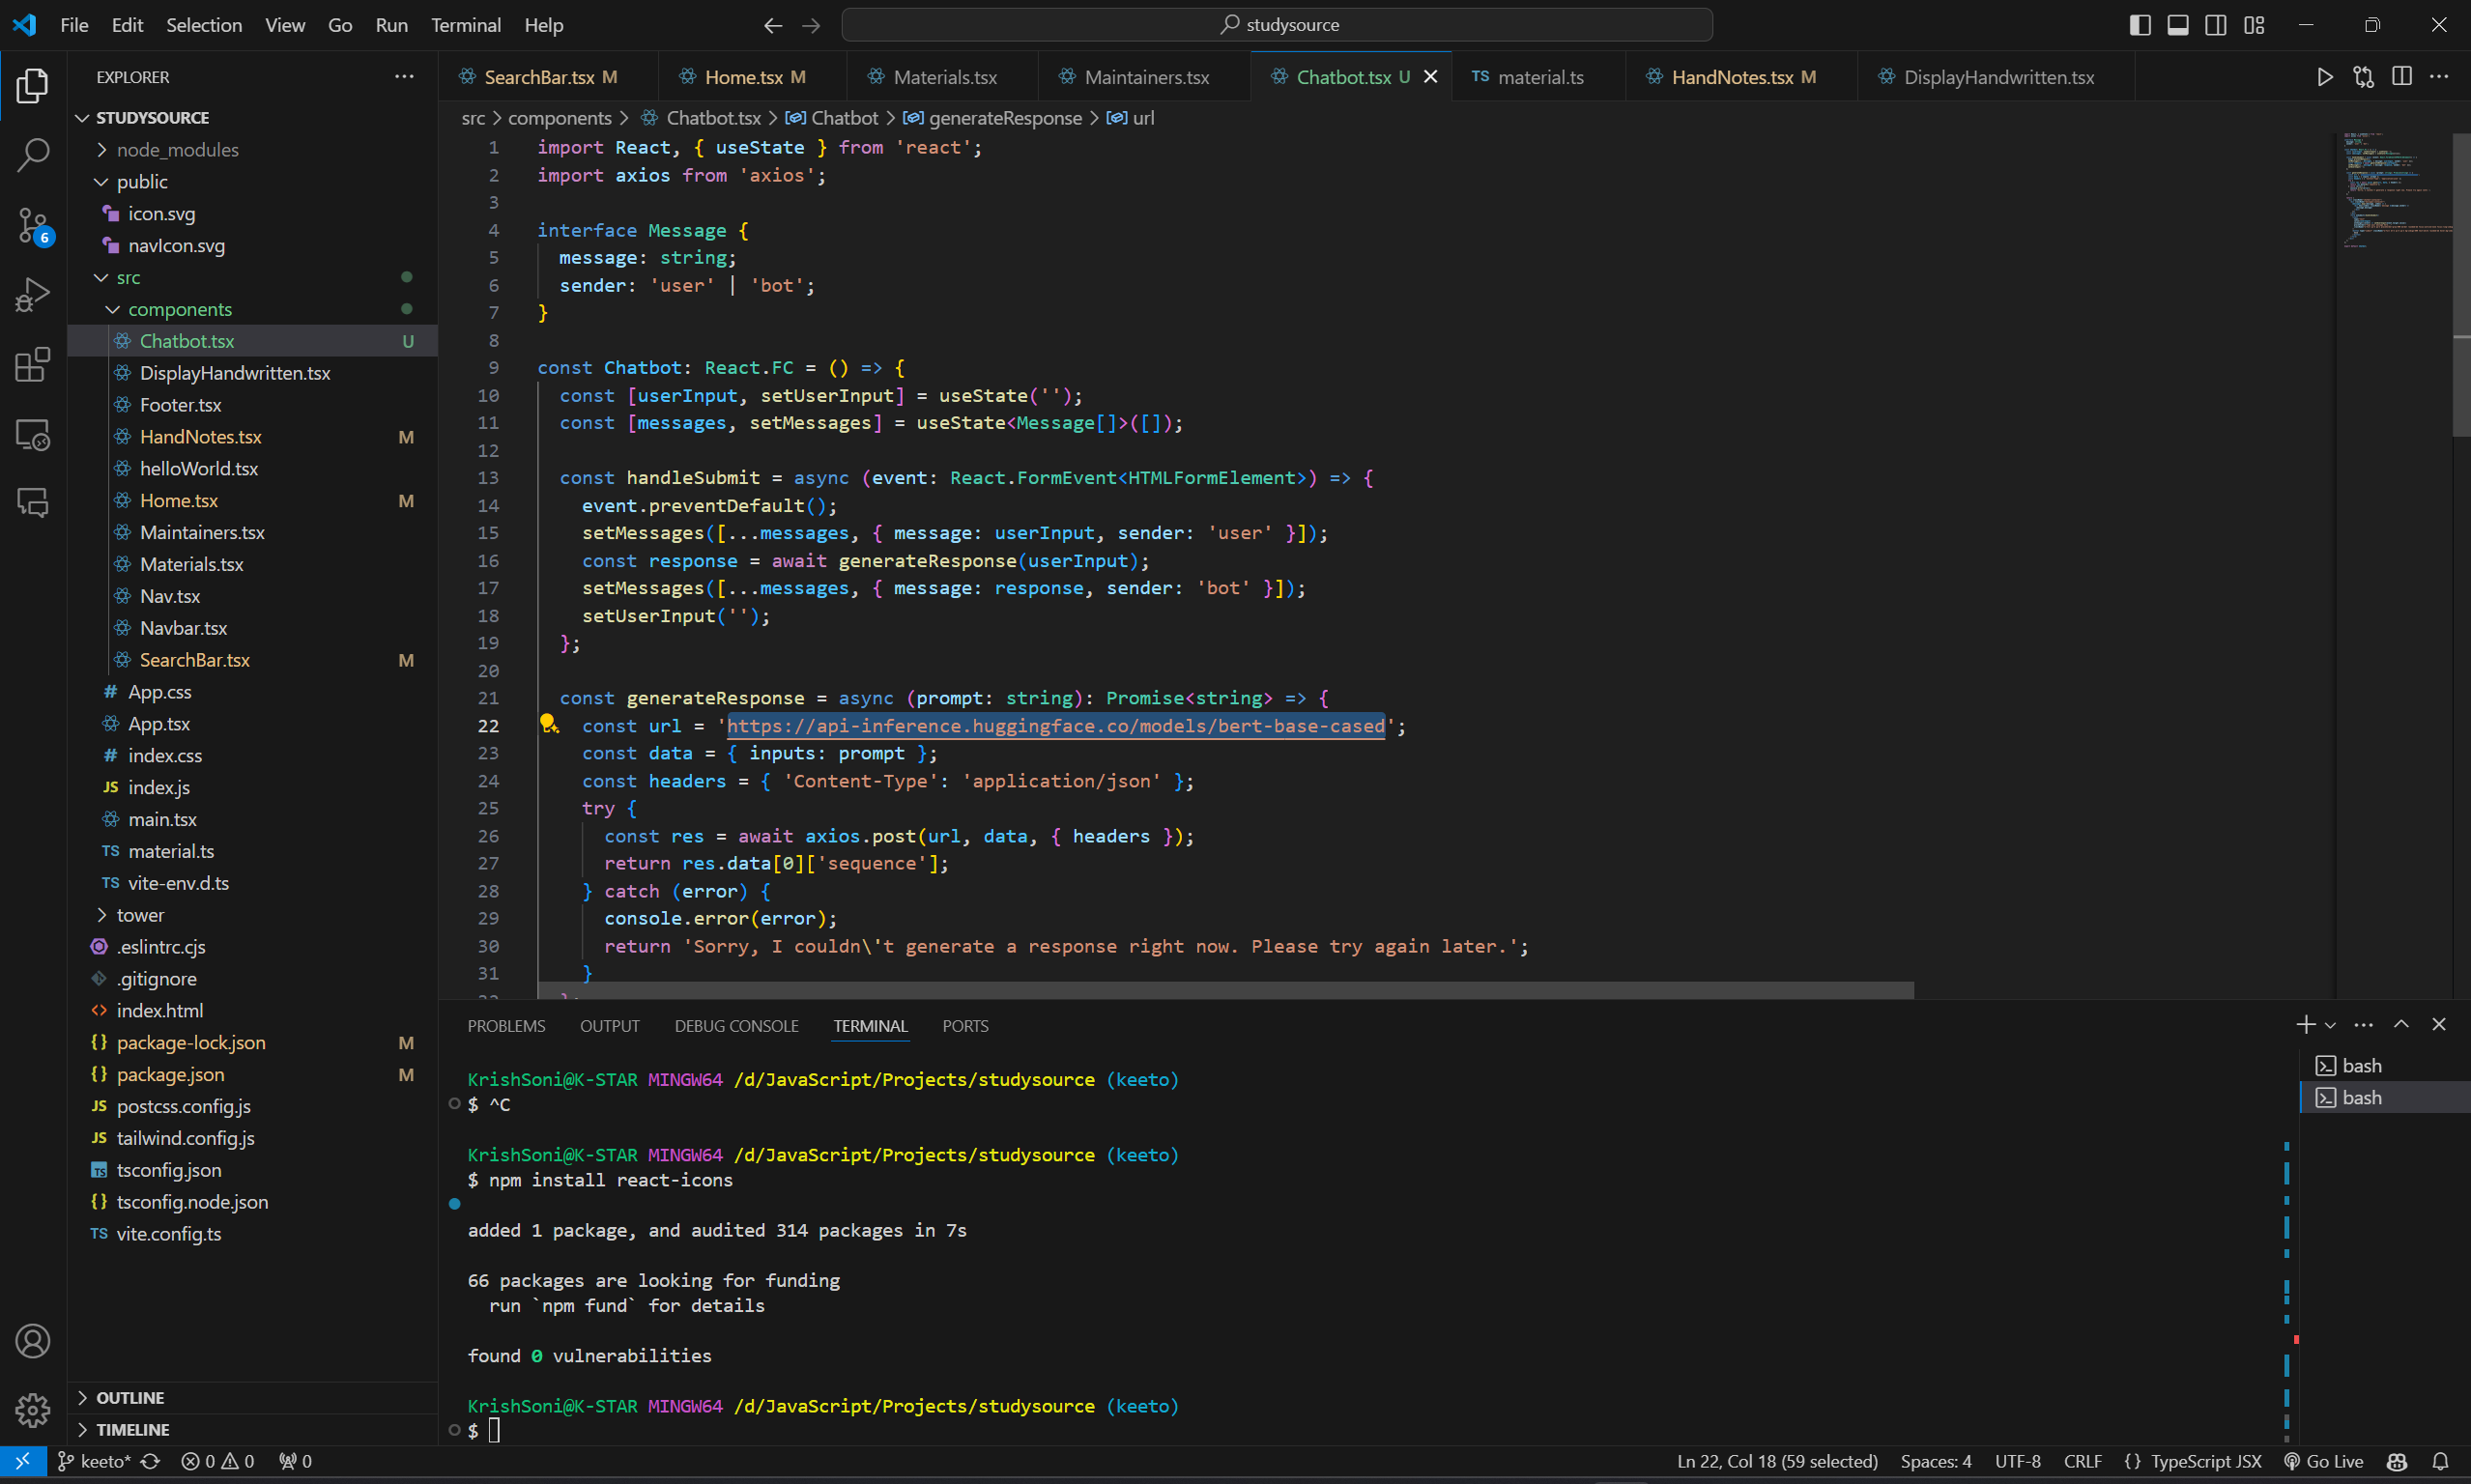 File Edit Selection View Go Run Terminal Help
studysource
EXPLORER
STUDYSOURCE
node_modules
public
icon.svg
navIcon.svg
src
components
Chatbot.tsx U
DisplayHandwritten.tsx
Footer.tsx
HandNotes.tsx M
helloWorld.tsx
Home.tsx M
Maintainers.tsx
Materials.tsx
Nav.tsx
Navbar.tsx
SearchBar.tsx M
# App.css
App.tsx
# index.css
JS index.js
main.tsx
TS material.ts
TS vite-env.d.ts
tower
.eslintrc.cjs
.gitignore
<> index.html
{} package-lock.json M
{} package.json M
JS postcss.config.js
JS tailwind.config.js
TS tsconfig.json
{} tsconfig.node.json
TS vite.config.ts
OUTLINE
TIMELINE
6
SearchBar.tsx M Home.tsx M Materials.tsx Maintainers.tsx Chatbot.tsx U TS material.ts HandNotes.tsx M DisplayHandwritten.tsx
src > components > Chatbot.tsx > Chatbot > generateResponse > url
1 import React, { useState } from 'react';
2 import axios from 'axios';
3
4 interface Message {
5 message: string;
6 sender: 'user' | 'bot';
7 }
8
9 const Chatbot: React.FC = () => {
10 const [userInput, setUserInput] = useState('');
11 const [messages, setMessages] = useState<Message[]>([]);
12
13 const handleSubmit = async (event: React.FormEvent<HTMLFormElement>) => {
14 event.preventDefault();
15 setMessages([...messages, { message: userInput, sender: 'user' }]);
16 const response = await generateResponse(userInput);
17 setMessages([...messages, { message: response, sender: 'bot' }]);
18 setUserInput('');
19 };
20
21 const generateResponse = async (prompt: string): Promise<string> => {
22 const url = 'https://api-inference.huggingface.co/models/bert-base-cased';
23 const data = { inputs: prompt };
24 const headers = { 'Content-Type': 'application/json' };
25 try {
26 const res = await axios.post(url, data, { headers });
27 return res.data[0]['sequence'];
28 } catch (error) {
29 console.error(error);
30 return 'Sorry, I couldn\'t generate a response right now. Please try again later.';
31 }
PROBLEMS OUTPUT DEBUG CONSOLE TERMINAL PORTS
KrishSoni@K-STAR MINGW64 /d/JavaScript/Projects/studysource (keeto)
$ ^C
KrishSoni@K-STAR MINGW64 /d/JavaScript/Projects/studysource (keeto)
$ npm install react-icons
added 1 package, and audited 314 packages in 7s
66 packages are looking for funding
run `npm fund` for details
found 0 vulnerabilities
KrishSoni@K-STAR MINGW64 /d/JavaScript/Projects/studysource (keeto)
$
bash
bash
keeto* 0 0 0
Ln 22, Col 18 (59 selected) Spaces: 4 UTF-8 CRLF {} TypeScript JSX Go Live